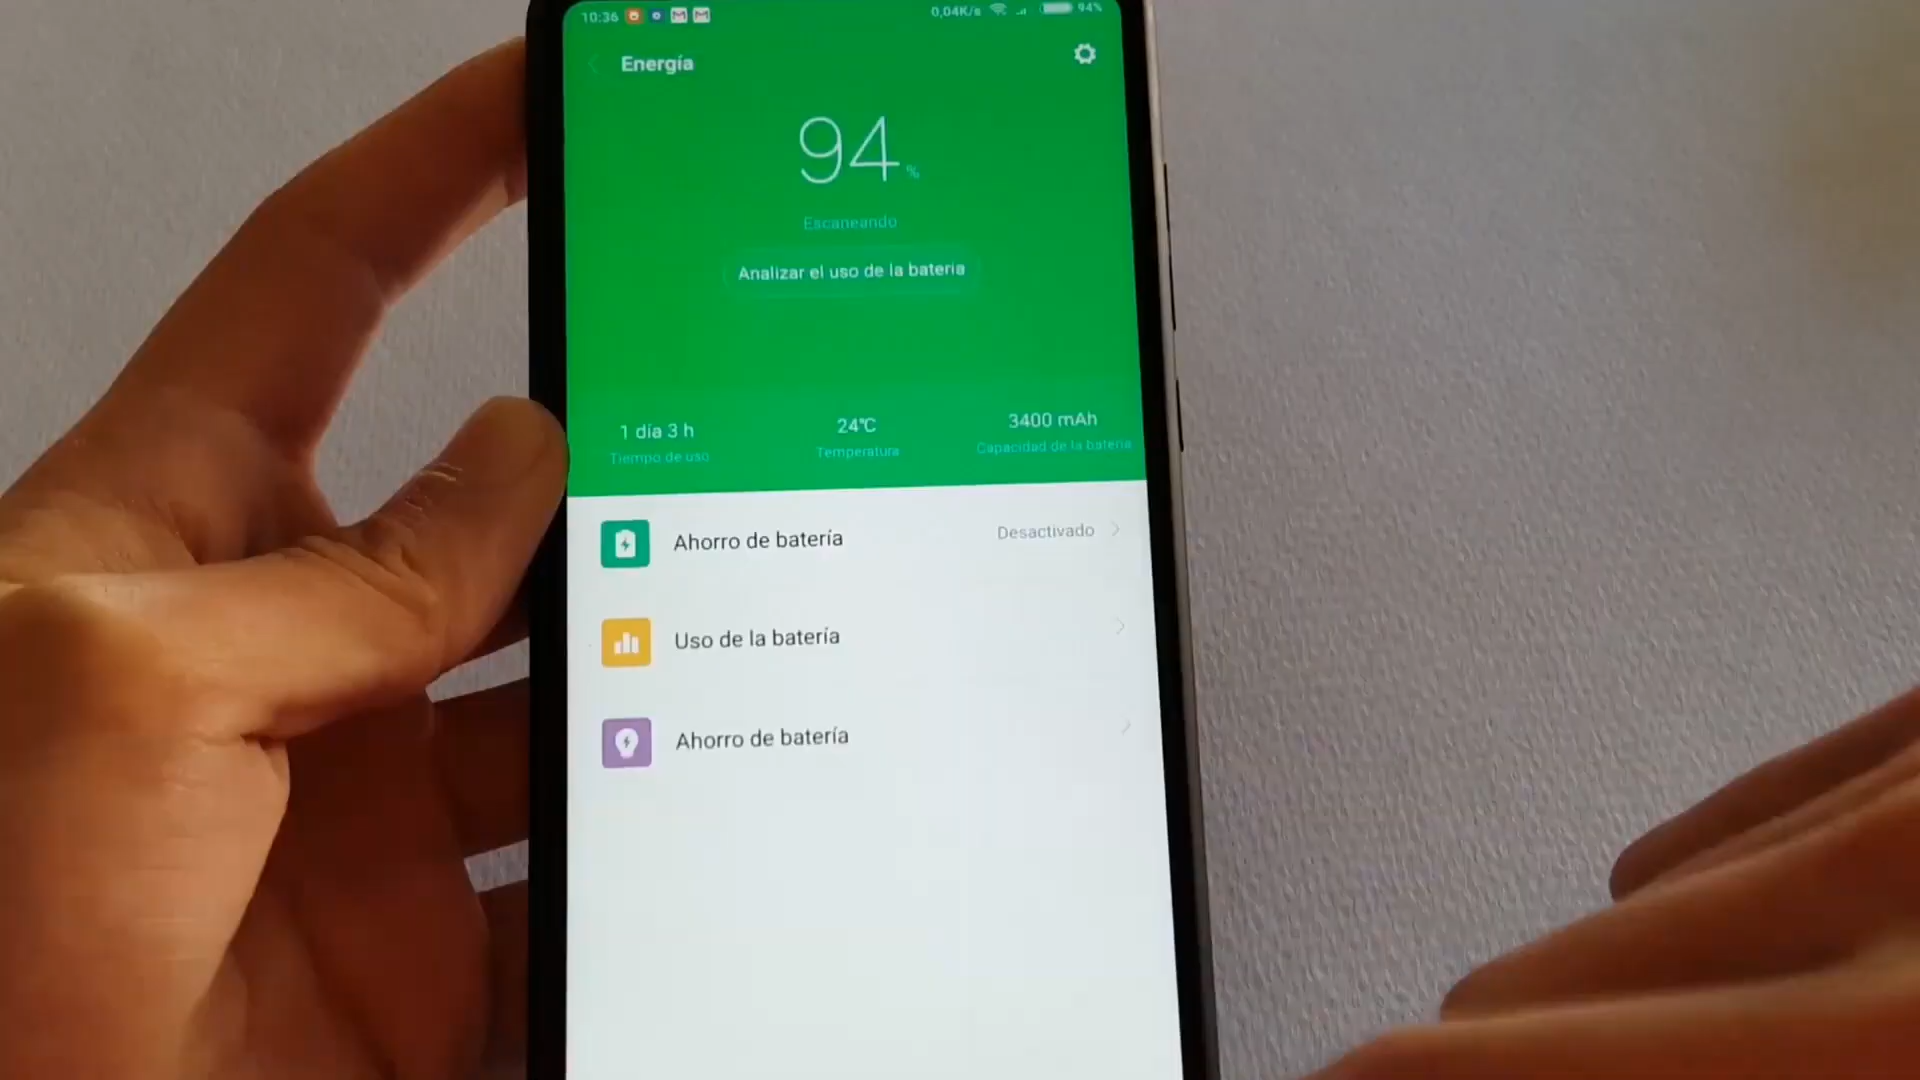 10:36
0,04K/s
94%
Energía
94 %
Escaneando
Analizar el uso de la batería
1 día 3 h
Tiempo de uso
24℃
Temperatura
3400 mAh
Capacidad de la batería
Ahorro de batería
Desactivado
Uso de la batería
Ahorro de batería